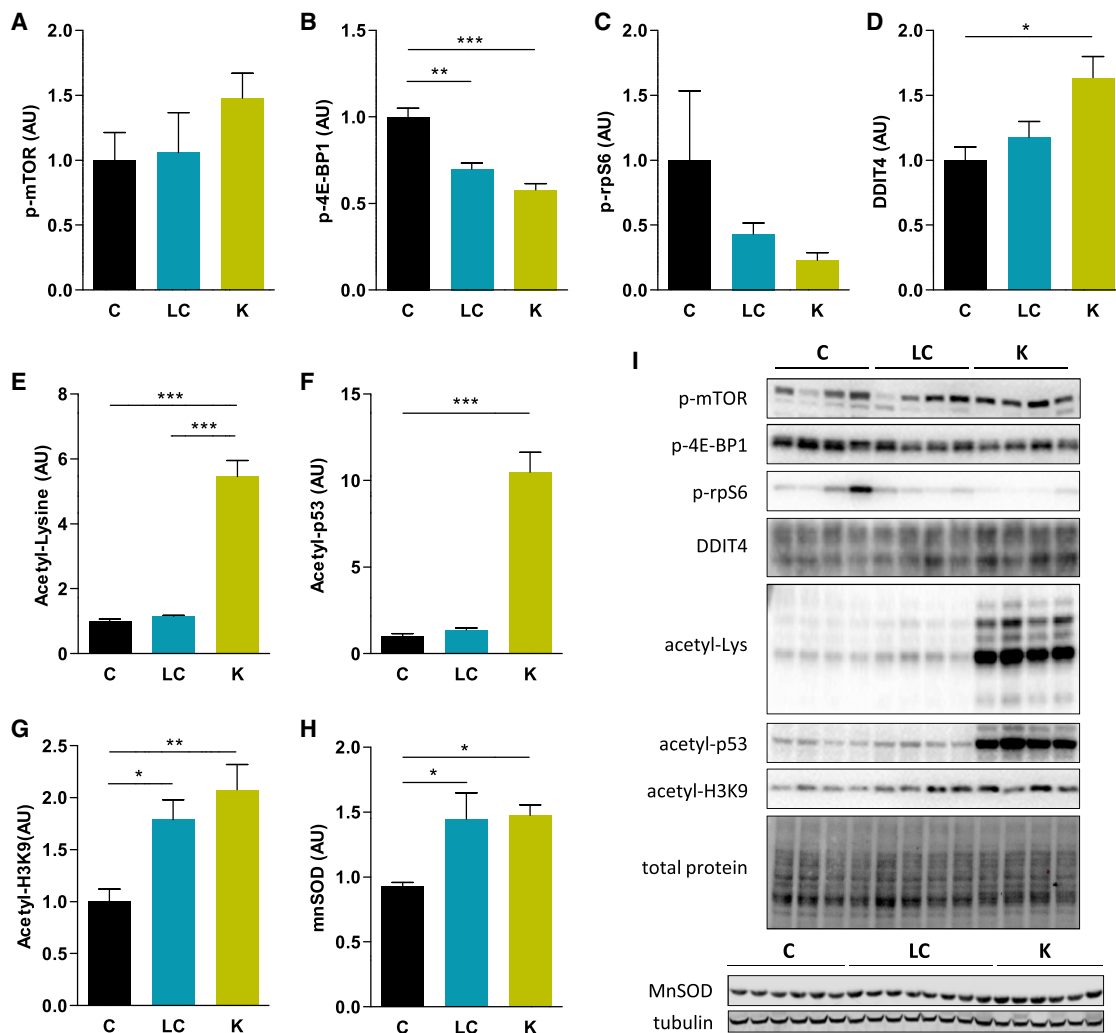 A
2.0
1.5
1.0
0.5
0.0
p-mTOR (AU)
C LC K
B
1.5
1.0
0.5
0.0
p-4E-BP1 (AU)
***
**
C LC K
C
2.0
1.5
1.0
0.5
0.0
p-rpS6 (AU)
C LC K
D
2.0
1.5
1.0
0.5
0.0
DDIT4 (AU)
*
C LC K
E
8
6
4
2
0
Acetyl-Lysine (AU)
***
***
C LC K
F
15
10
5
0
Acetyl-p53 (AU)
***
C LC K
G
2.5
2.0
1.5
1.0
0.5
0.0
Acetyl-H3K9(AU)
**
*
C LC K
H
2.0
1.5
1.0
0.5
0.0
mnSOD (AU)
*
*
C LC K
I
C LC K
p-mTOR
p-4E-BP1
p-rpS6
DDIT4
acetyl-Lys
acetyl-p53
acetyl-H3K9
total protein
C LC K
MnSOD
tubulin